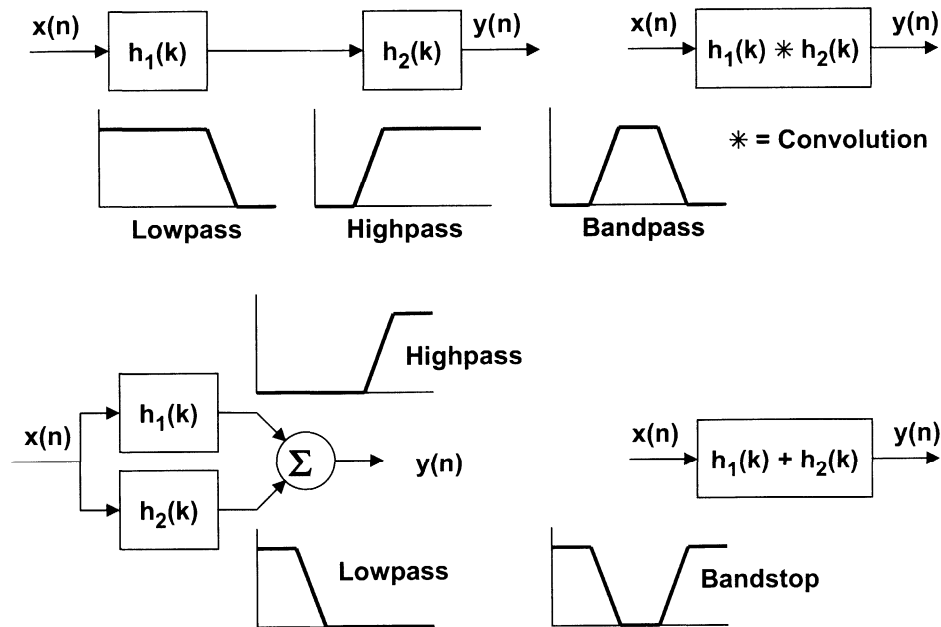 x(n)
h₁(k)
h₂(k)
y(n)
x(n)
h₁(k) ✳ h₂(k)
y(n)
✳ = Convolution
Lowpass
Highpass
Bandpass
Highpass
x(n)
h₁(k)
h₂(k)
Σ
y(n)
x(n)
h₁(k) + h₂(k)
y(n)
Lowpass
Bandstop